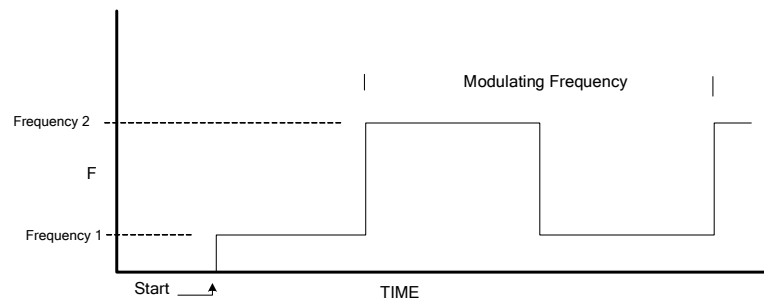 Modulating Frequency
Frequency 2
F
Frequency 1
Start
TIME